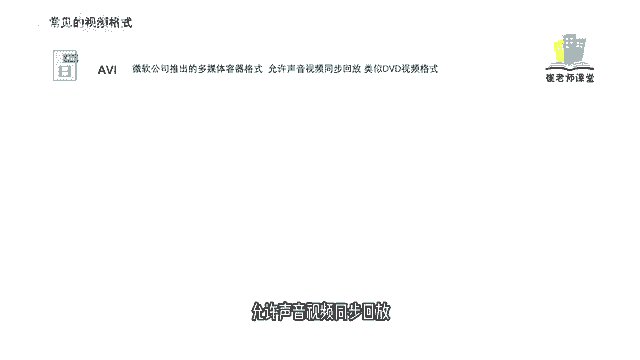 常见的视频格式
AVI 微软公司推出的多媒体容器格式 允许声音视频同步回放 类似DVD视频格式
崔老师课堂
允许声音视频同步回放